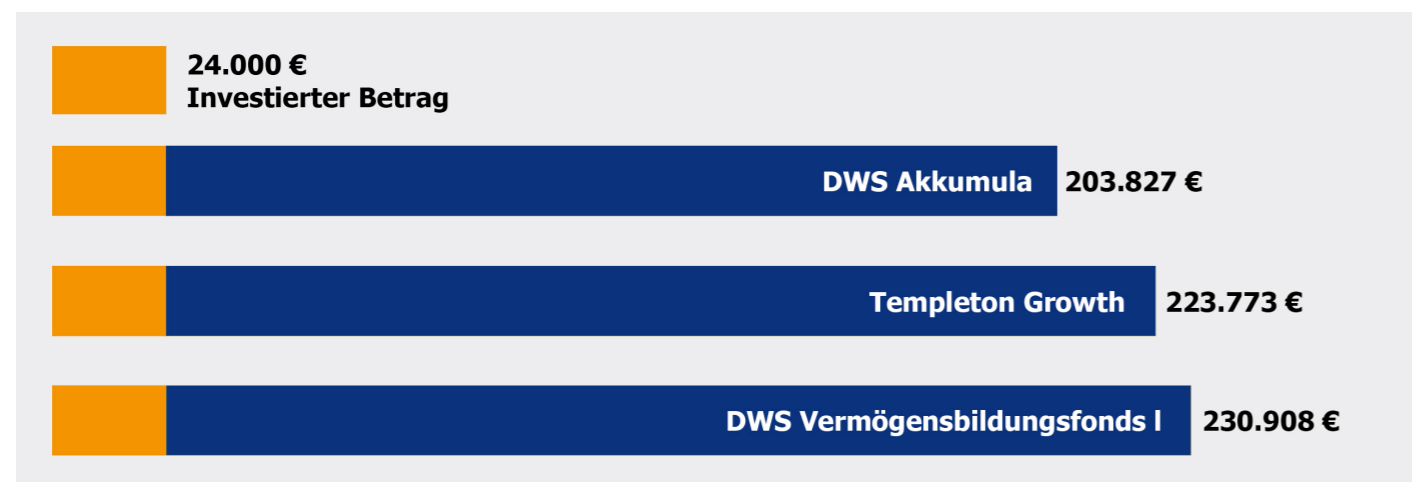 24.000 €
Investierter Betrag
DWS Akkumula 203.827 €
Templeton Growth 223.773 €
DWS Vermögensbildungsfonds l 230.908 €